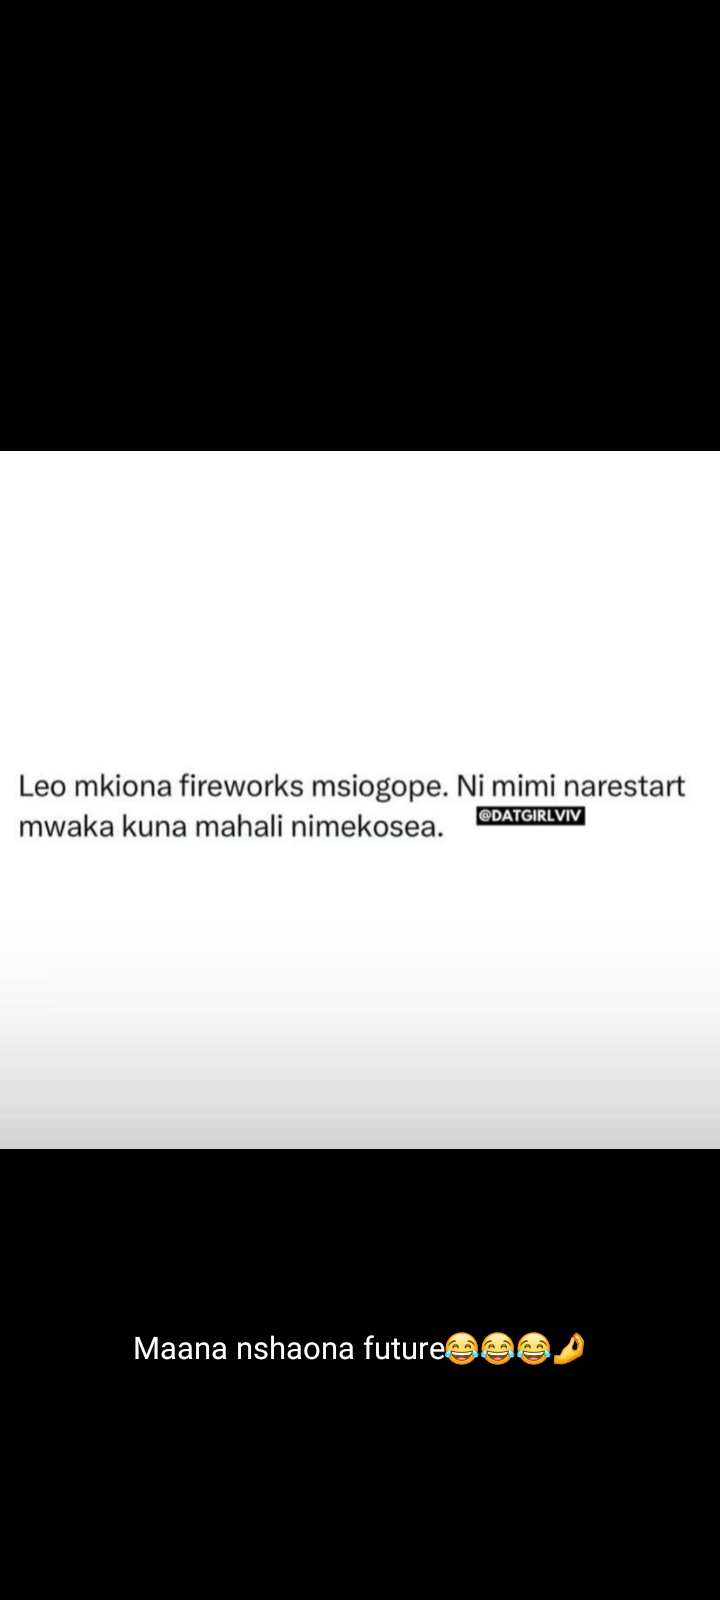 Leo mkiona fireworks msiogope. Ni mimi narestart
mwaka kuna mahali nimekosea.
@DATGIRLVIV
Maana nshaona future😂😂😂🤌